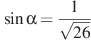 sin α = 1/√26